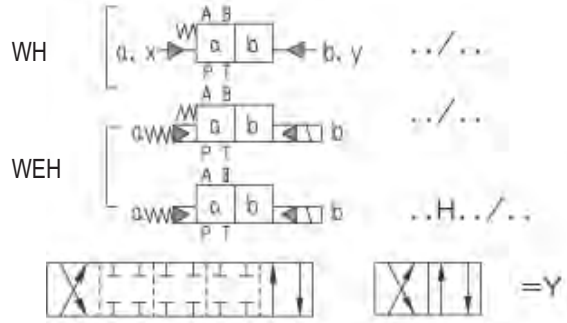 A B
WH a, x a b b, y ../..
P T
A B
a a b b ../..
P T
WEH
A B
a a b b ..H../..
P T
=Y